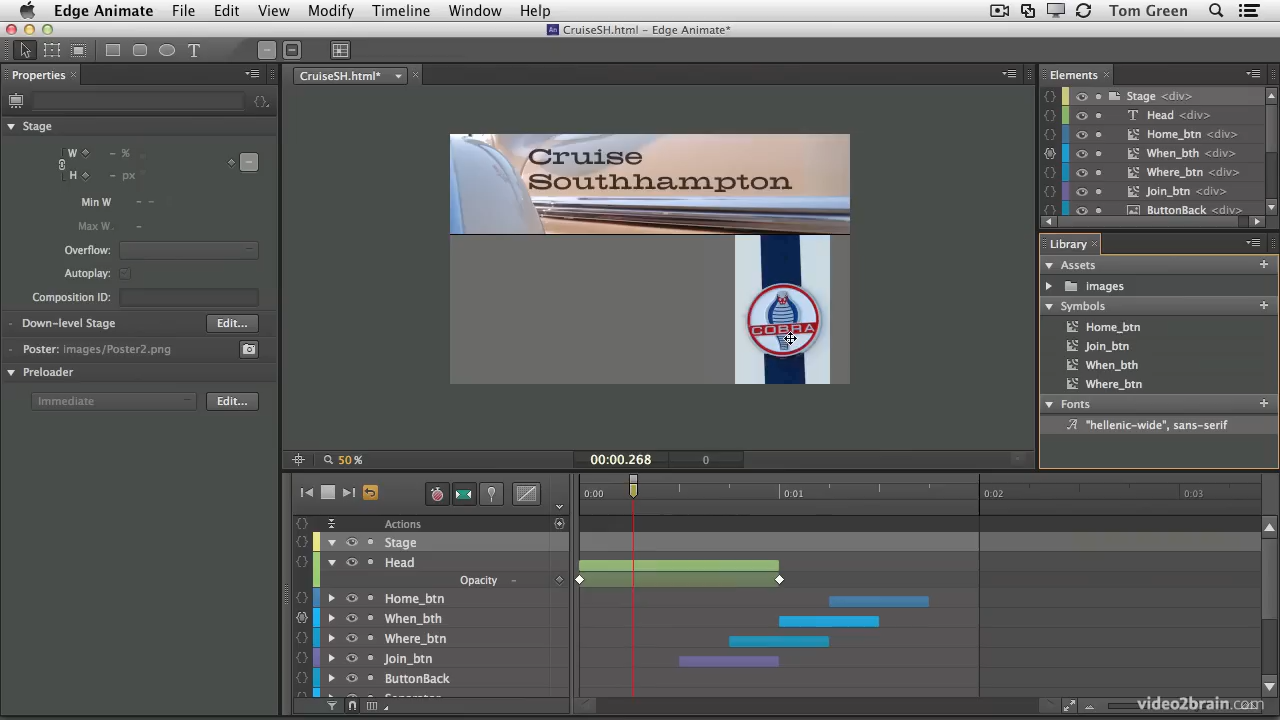 Edge Animate File Edit View Modify Timeline Window Help Tom Green
CruiseSH.html – Edge Animate*
T
Properties
CruiseSH.html*
Elements
Stage
W – %
H – px
Min W – – –
Max W –
Overflow:
Autoplay:
Composition ID:
Down-level Stage Edit...
Poster: images/Poster2.png
Preloader
Immediate Edit...
Cruise
Southhampton
COBRA
50 %
00:00.268
0
Stage <div>
T Head <div>
Home_btn <div>
When_bth <div>
Where_btn <div>
Join_btn <div>
ButtonBack <div>
Library
Assets
images
Symbols
Home_btn
Join_btn
When_bth
Where_btn
Fonts
"hellenic-wide", sans-serif
0:00 0:01 0:02 0:03
Actions
Stage
Head
Opacity
Home_btn
When_bth
Where_btn
Join_btn
ButtonBack
Separator
video2brain.com